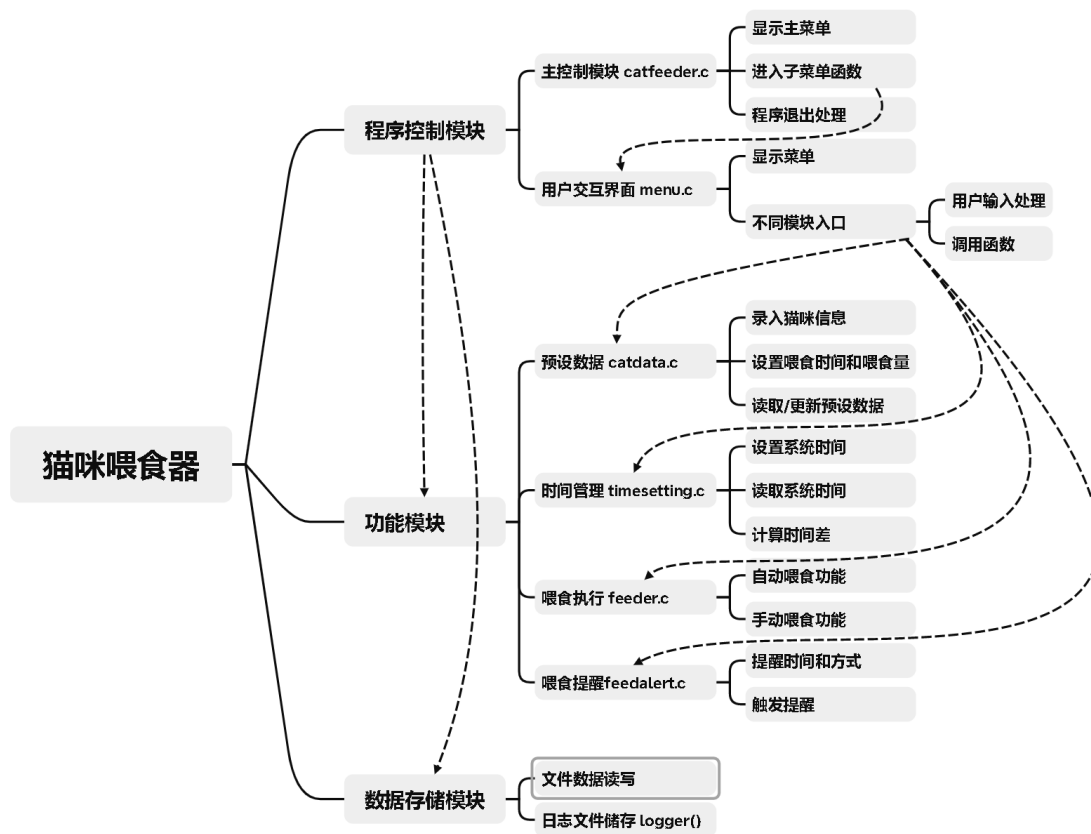 猫咪喂食器
程序控制模块
主控制模块 catfeeder.c
显示主菜单
进入子菜单函数
程序退出处理
用户交互界面 menu.c
显示菜单
不同模块入口
用户输入处理
调用函数
功能模块
预设数据 catdata.c
录入猫咪信息
设置喂食时间和喂食量
读取/更新预设数据
时间管理 timesetting.c
设置系统时间
读取系统时间
计算时间差
喂食执行 feeder.c
自动喂食功能
手动喂食功能
喂食提醒feedalert.c
提醒时间和方式
触发提醒
数据存储模块
文件数据读写
日志文件储存 logger()